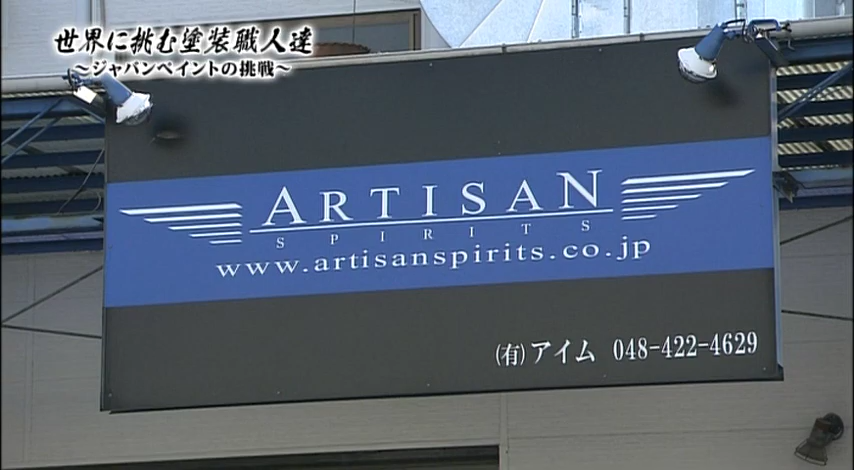 世界に挑む塗装職人達
〜ジャパンペイントの挑戦〜
ARTISAN
SPIRITS
www.artisanspirits.co.jp
(有)アイム 048-422-4629